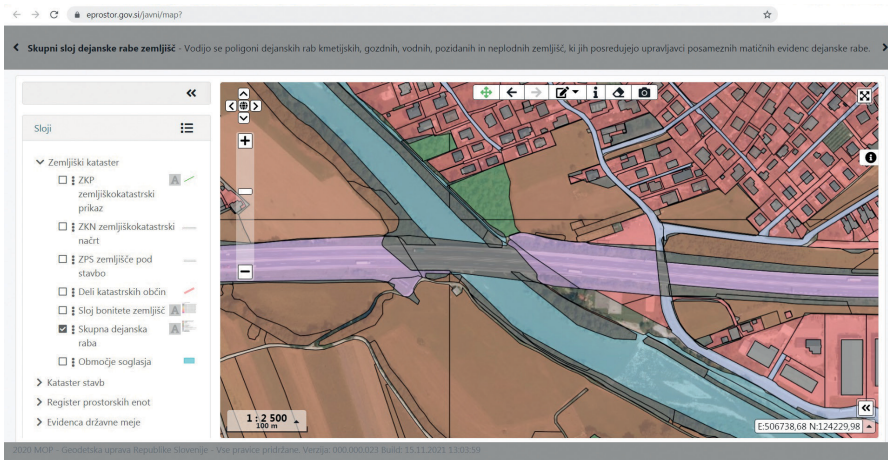 eprostor.gov.si/javni/map?
Skupni sloj dejanske rabe zemljišč - Vodijo se poligoni dejanskih rab kmetijskih, gozdnih, vodnih, pozidanih in neplodnih zemljišč, ki jih posredujejo upravljavci posameznih matičnih evidenc dejanske rabe.
Sloji
Zemljiški kataster
ZKP
zemljiškokatastrski
prikaz
A
ZKN zemljiškokatastrski
načrt
ZPS zemljišče pod
stavbo
Deli katastrskih občin
Sloj bonitete zemljišč
A
Skupna dejanska
raba
A
Območje soglasja
Kataster stavb
Register prostorskih enot
Evidenca državne meje
1 : 2 500
100 m
E:506738,68 N:124229,98
2020 MOP - Geodetska uprava Republike Slovenije - Vse pravice pridržane. Verzija: 000.000.023 Build: 15.11.2021 13:03:59